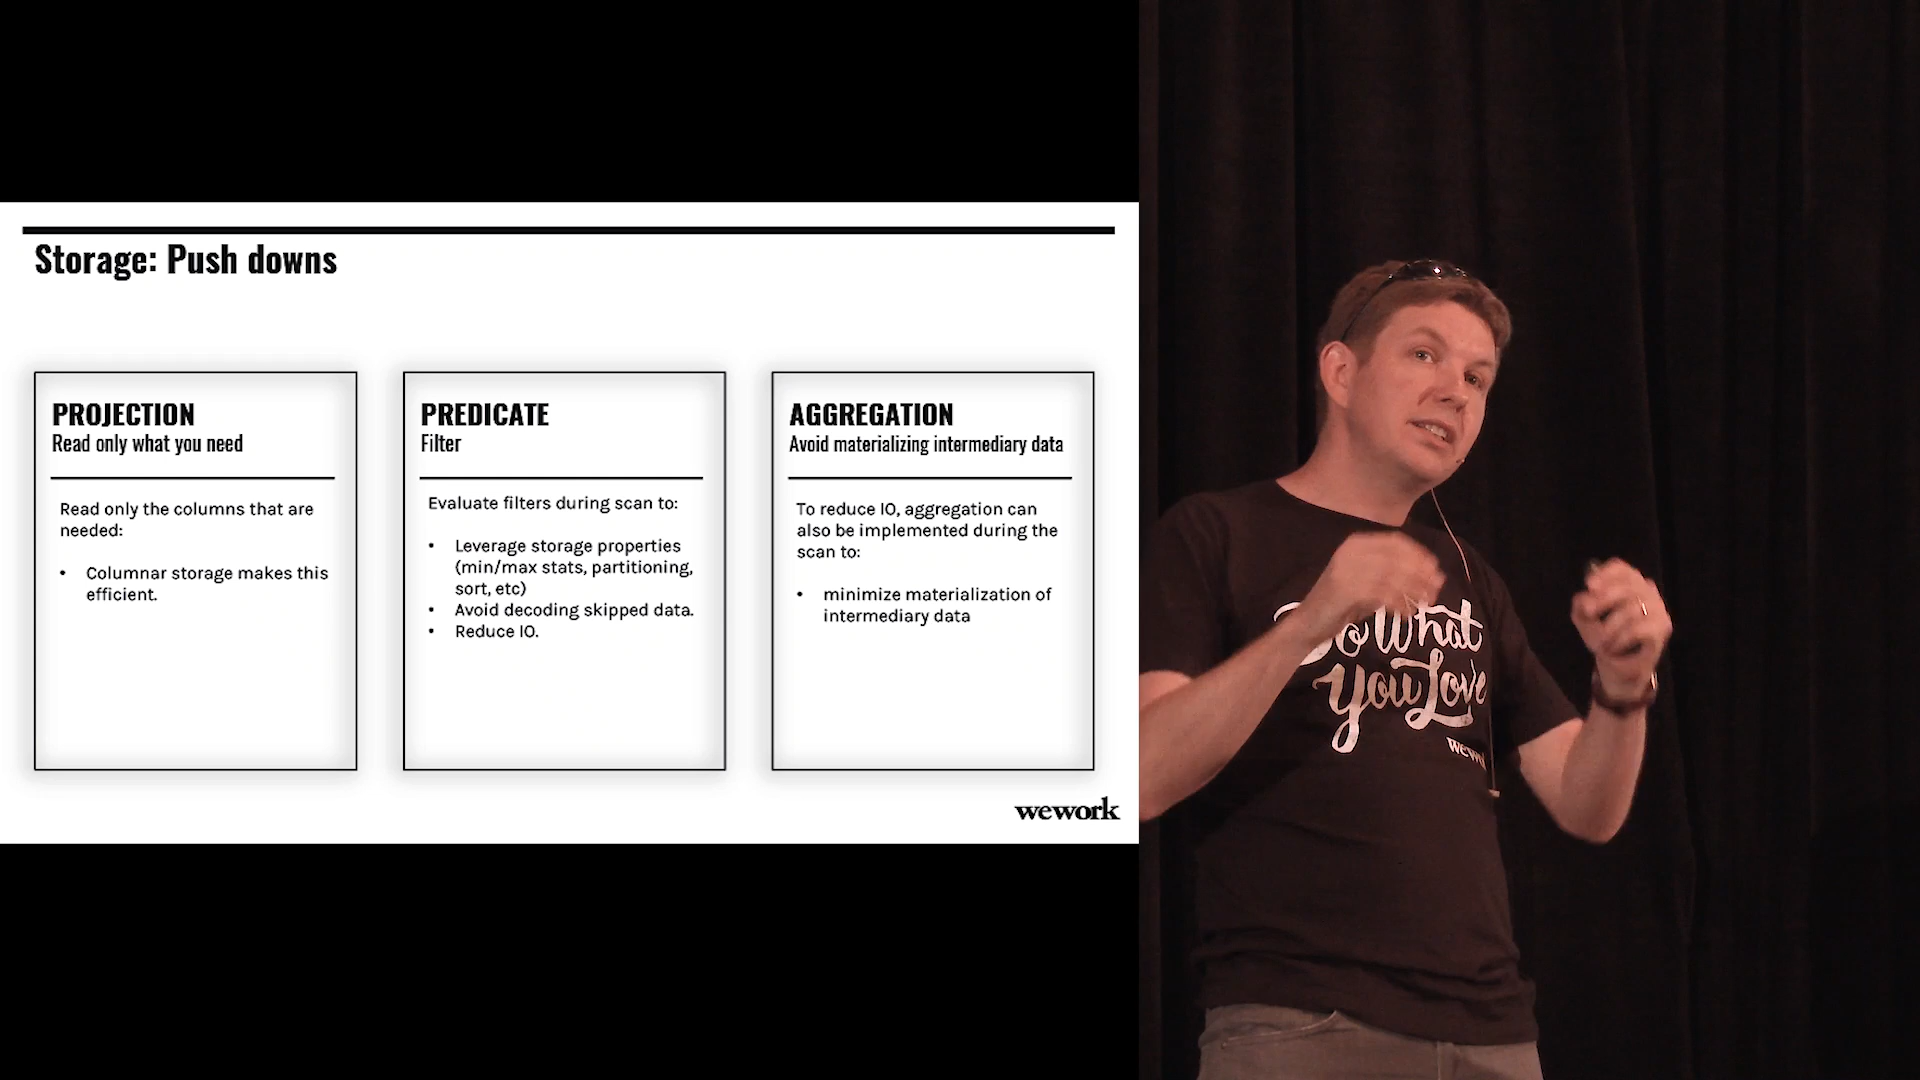 Storage: Push downs
PROJECTION
Read only what you need
Read only the columns that are
needed:
• Columnar storage makes this
efficient.
PREDICATE
Filter
Evaluate filters during scan to:
• Leverage storage properties
(min/max stats, partitioning,
sort, etc)
• Avoid decoding skipped data.
• Reduce IO.
AGGREGATION
Avoid materializing intermediary data
To reduce IO, aggregation can
also be implemented during the
scan to:
• minimize materialization of
intermediary data
wework
What
you Love